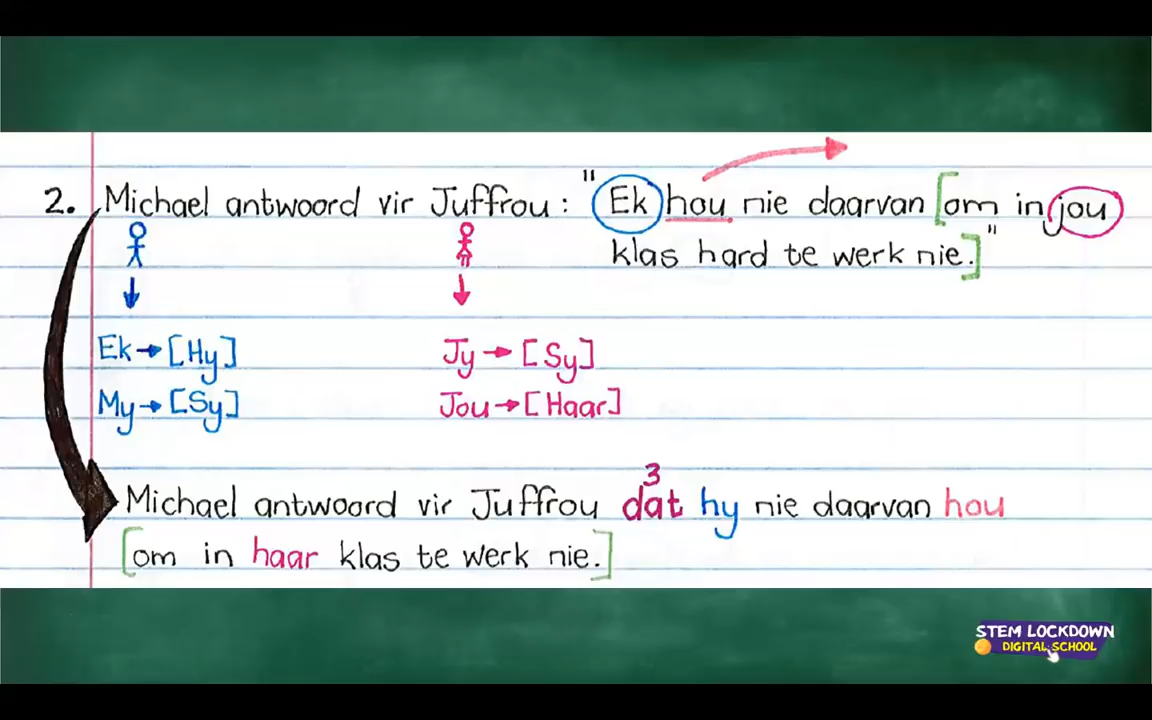 2. Michael antwoord vir Juffrou: "Ek hou nie daarvan [om in jou
klas hard te werk nie.]"
Ek → [Hy]
My → [Sy]
Jy → [Sy]
Jou → [Haar]
3
Michael antwoord vir Juffrou dat hy nie daarvan hou
[om in haar klas te werk nie.]
STEM LOCKDOWN
DIGITAL SCHOOL